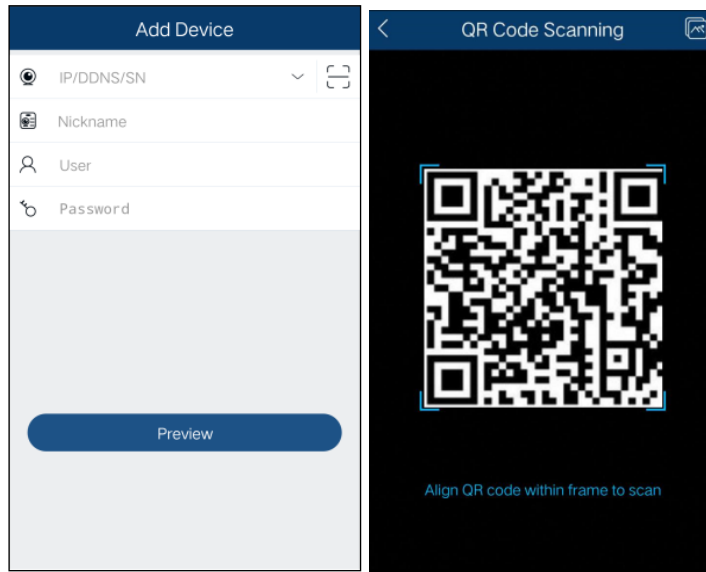 Add Device
IP/DDNS/SN
Nickname
User
Password
Preview
QR Code Scanning
Align QR code within frame to scan